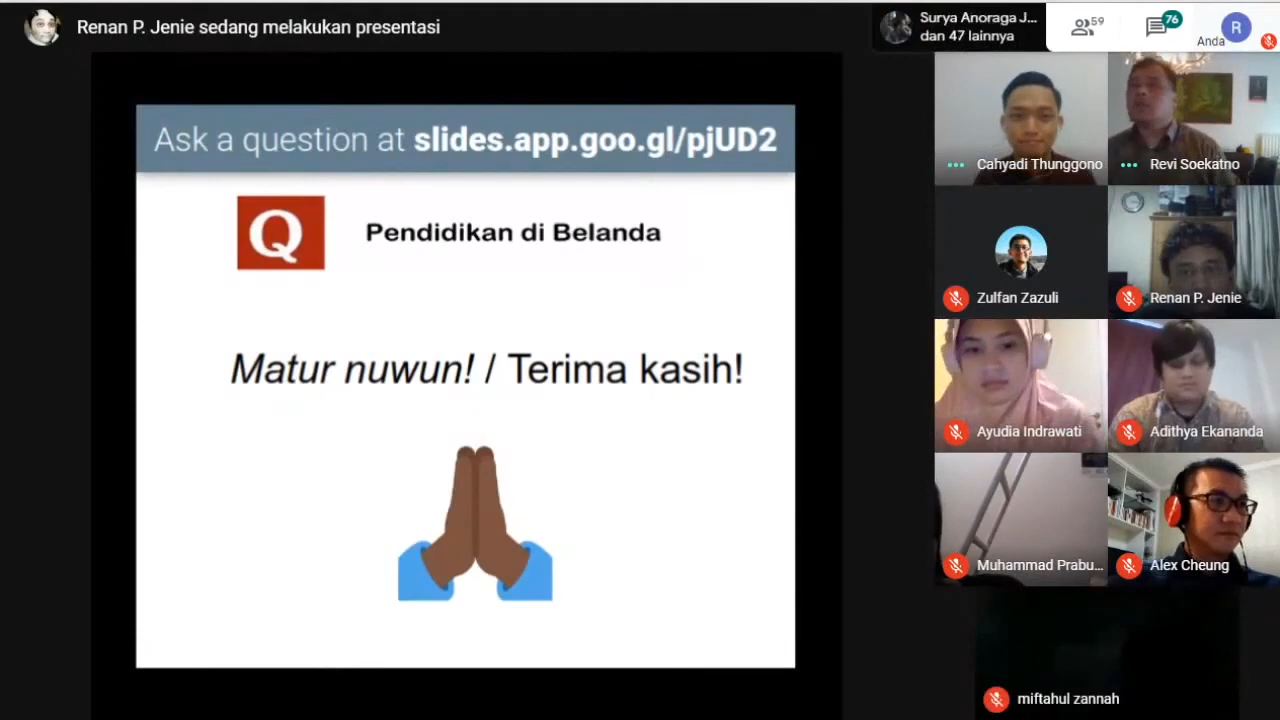 Renan P. Jenie sedang melakukan presentasi
Surya Anoraga J...
dan 47 lainnya
59
76
Anda
R
Ask a question at slides.app.goo.gl/pjUD2
Q
Pendidikan di Belanda
Matur nuwun! / Terima kasih!
Cahyadi Thunggono
Revi Soekatno
Zulfan Zazuli
Renan P. Jenie
Ayudia Indrawati
Adithya Ekananda
Muhammad Prabu...
Alex Cheung
miftahul zannah